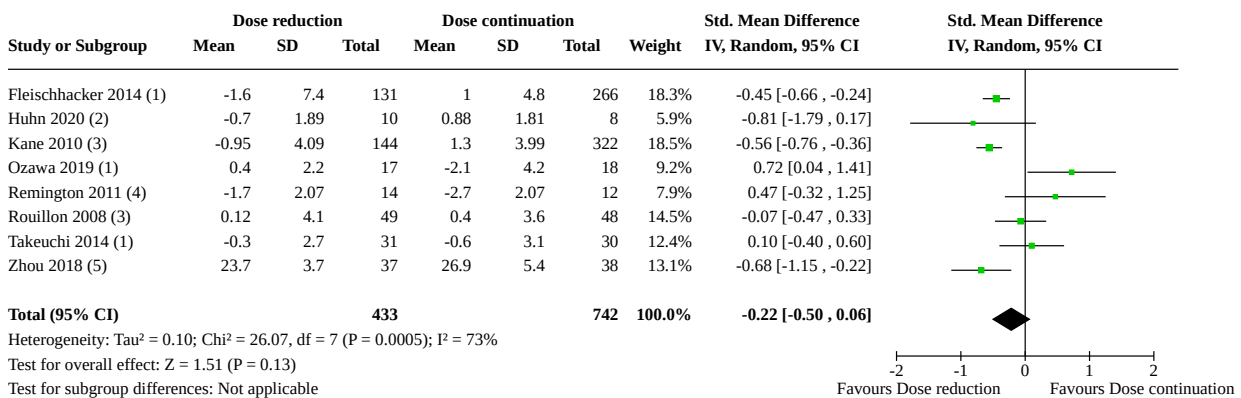 Dose reduction Dose continuation Std. Mean Difference Std. Mean Difference
Study or Subgroup Mean SD Total Mean SD Total Weight IV, Random, 95% CI IV, Random, 95% CI
Fleischhacker 2014 (1) -1.6 7.4 131 1 4.8 266 18.3% -0.45 [-0.66 , -0.24]
Huhn 2020 (2) -0.7 1.89 10 0.88 1.81 8 5.9% -0.81 [-1.79 , 0.17]
Kane 2010 (3) -0.95 4.09 144 1.3 3.99 322 18.5% -0.56 [-0.76 , -0.36]
Ozawa 2019 (1) 0.4 2.2 17 -2.1 4.2 18 9.2% 0.72 [0.04 , 1.41]
Remington 2011 (4) -1.7 2.07 14 -2.7 2.07 12 7.9% 0.47 [-0.32 , 1.25]
Rouillon 2008 (3) 0.12 4.1 49 0.4 3.6 48 14.5% -0.07 [-0.47 , 0.33]
Takeuchi 2014 (1) -0.3 2.7 31 -0.6 3.1 30 12.4% 0.10 [-0.40 , 0.60]
Zhou 2018 (5) 23.7 3.7 37 26.9 5.4 38 13.1% -0.68 [-1.15 , -0.22]
Total (95% CI) 433 742 100.0% -0.22 [-0.50 , 0.06]
Heterogeneity: Tau² = 0.10; Chi² = 26.07, df = 7 (P = 0.0005); I² = 73%
Test for overall effect: Z = 1.51 (P = 0.13)
-2 -1 0 1 2
Test for subgroup differences: Not applicable
Favours Dose reduction Favours Dose continuation